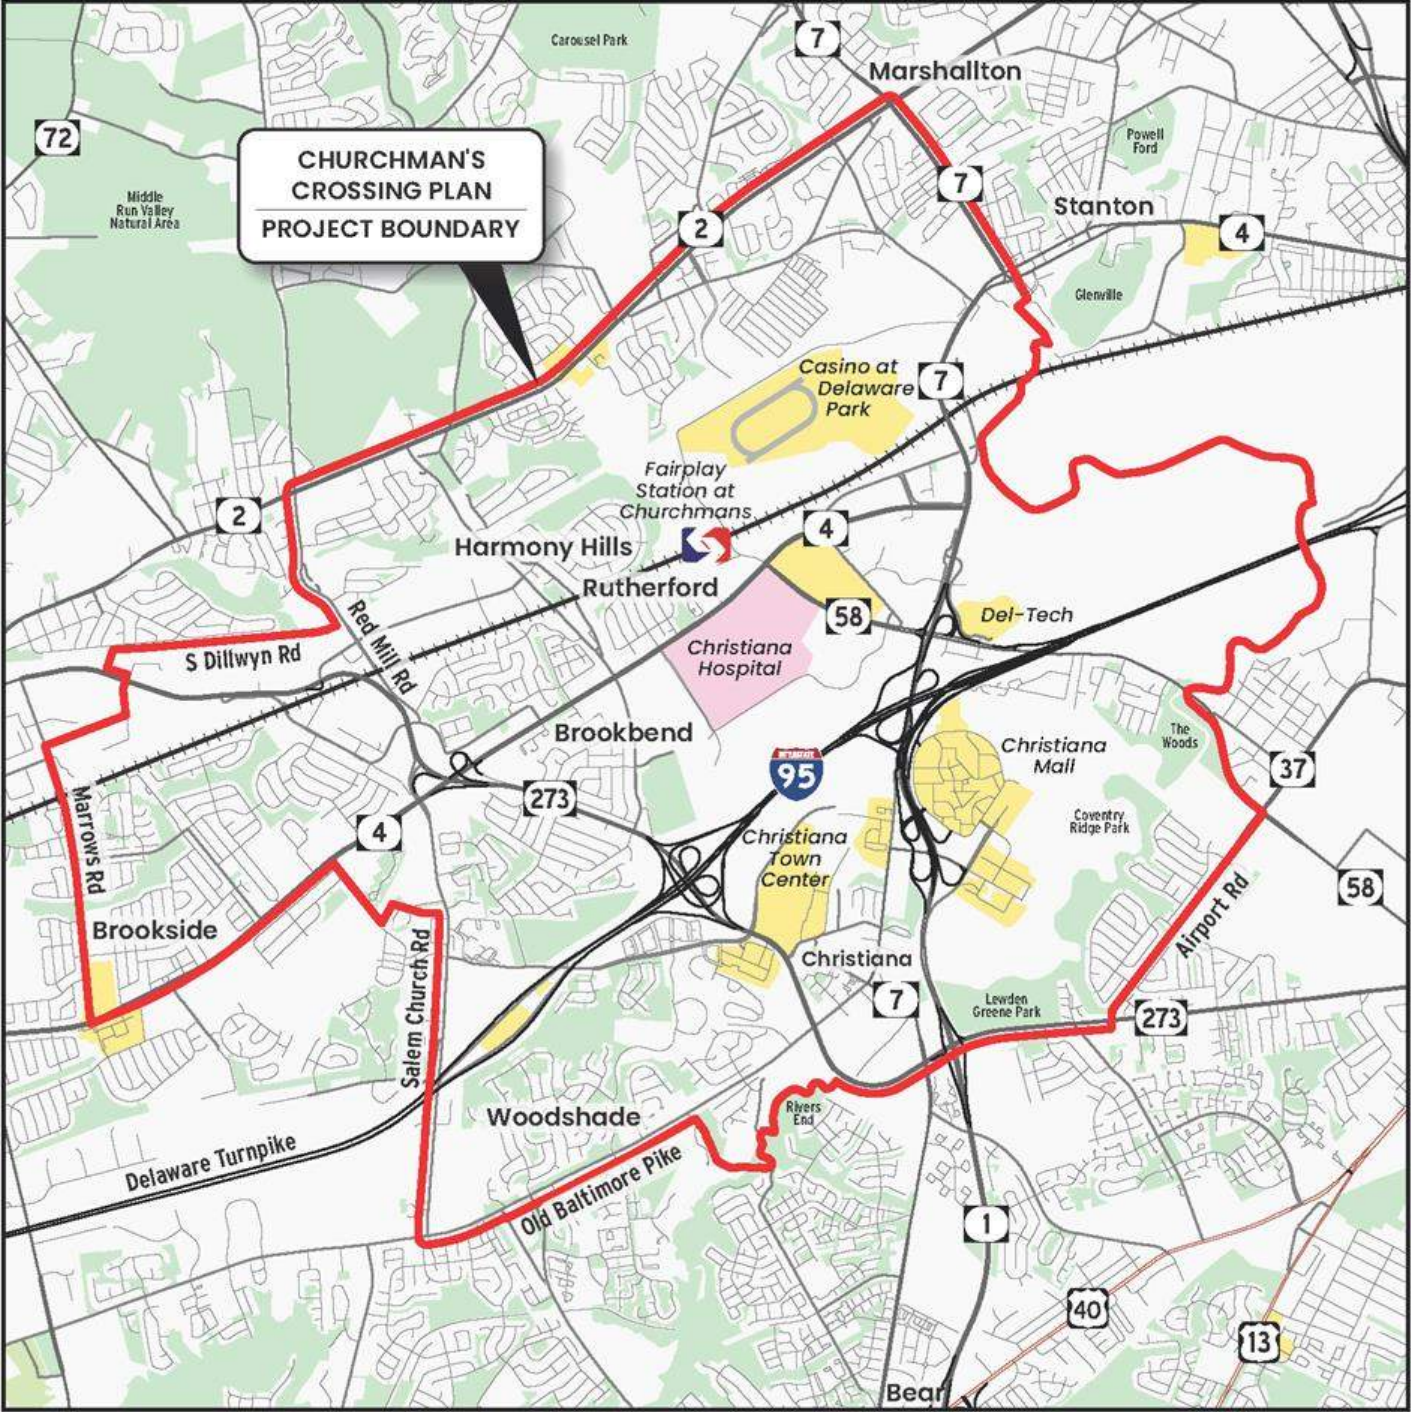 7
Carousel Park
Marshallton
72
CHURCHMAN'S
CROSSING PLAN
PROJECT BOUNDARY
Powell
Ford
Middle
Run Valley
Natural Area
7
Stanton
2
4
Glenville
Casino at
Delaware
Park
7
Fairplay
Station at
Churchmans
2
4
Harmony Hills
Rutherford
58
Del-Tech
Red Mill Rd
S Dillwyn Rd
Christiana
Hospital
Brookbend
The
Woods
Christiana
Mall
INTERSTATE
95
37
273
Marrows Rd
4
Coventry
Ridge Park
Christiana
Town
Center
58
Airport Rd
Brookside
Salem Church Rd
Christiana
7
Lewden
Greene Park
273
Woodshade
Rivers
End
Delaware Turnpike
Old Baltimore Pike
1
40
13
Bear